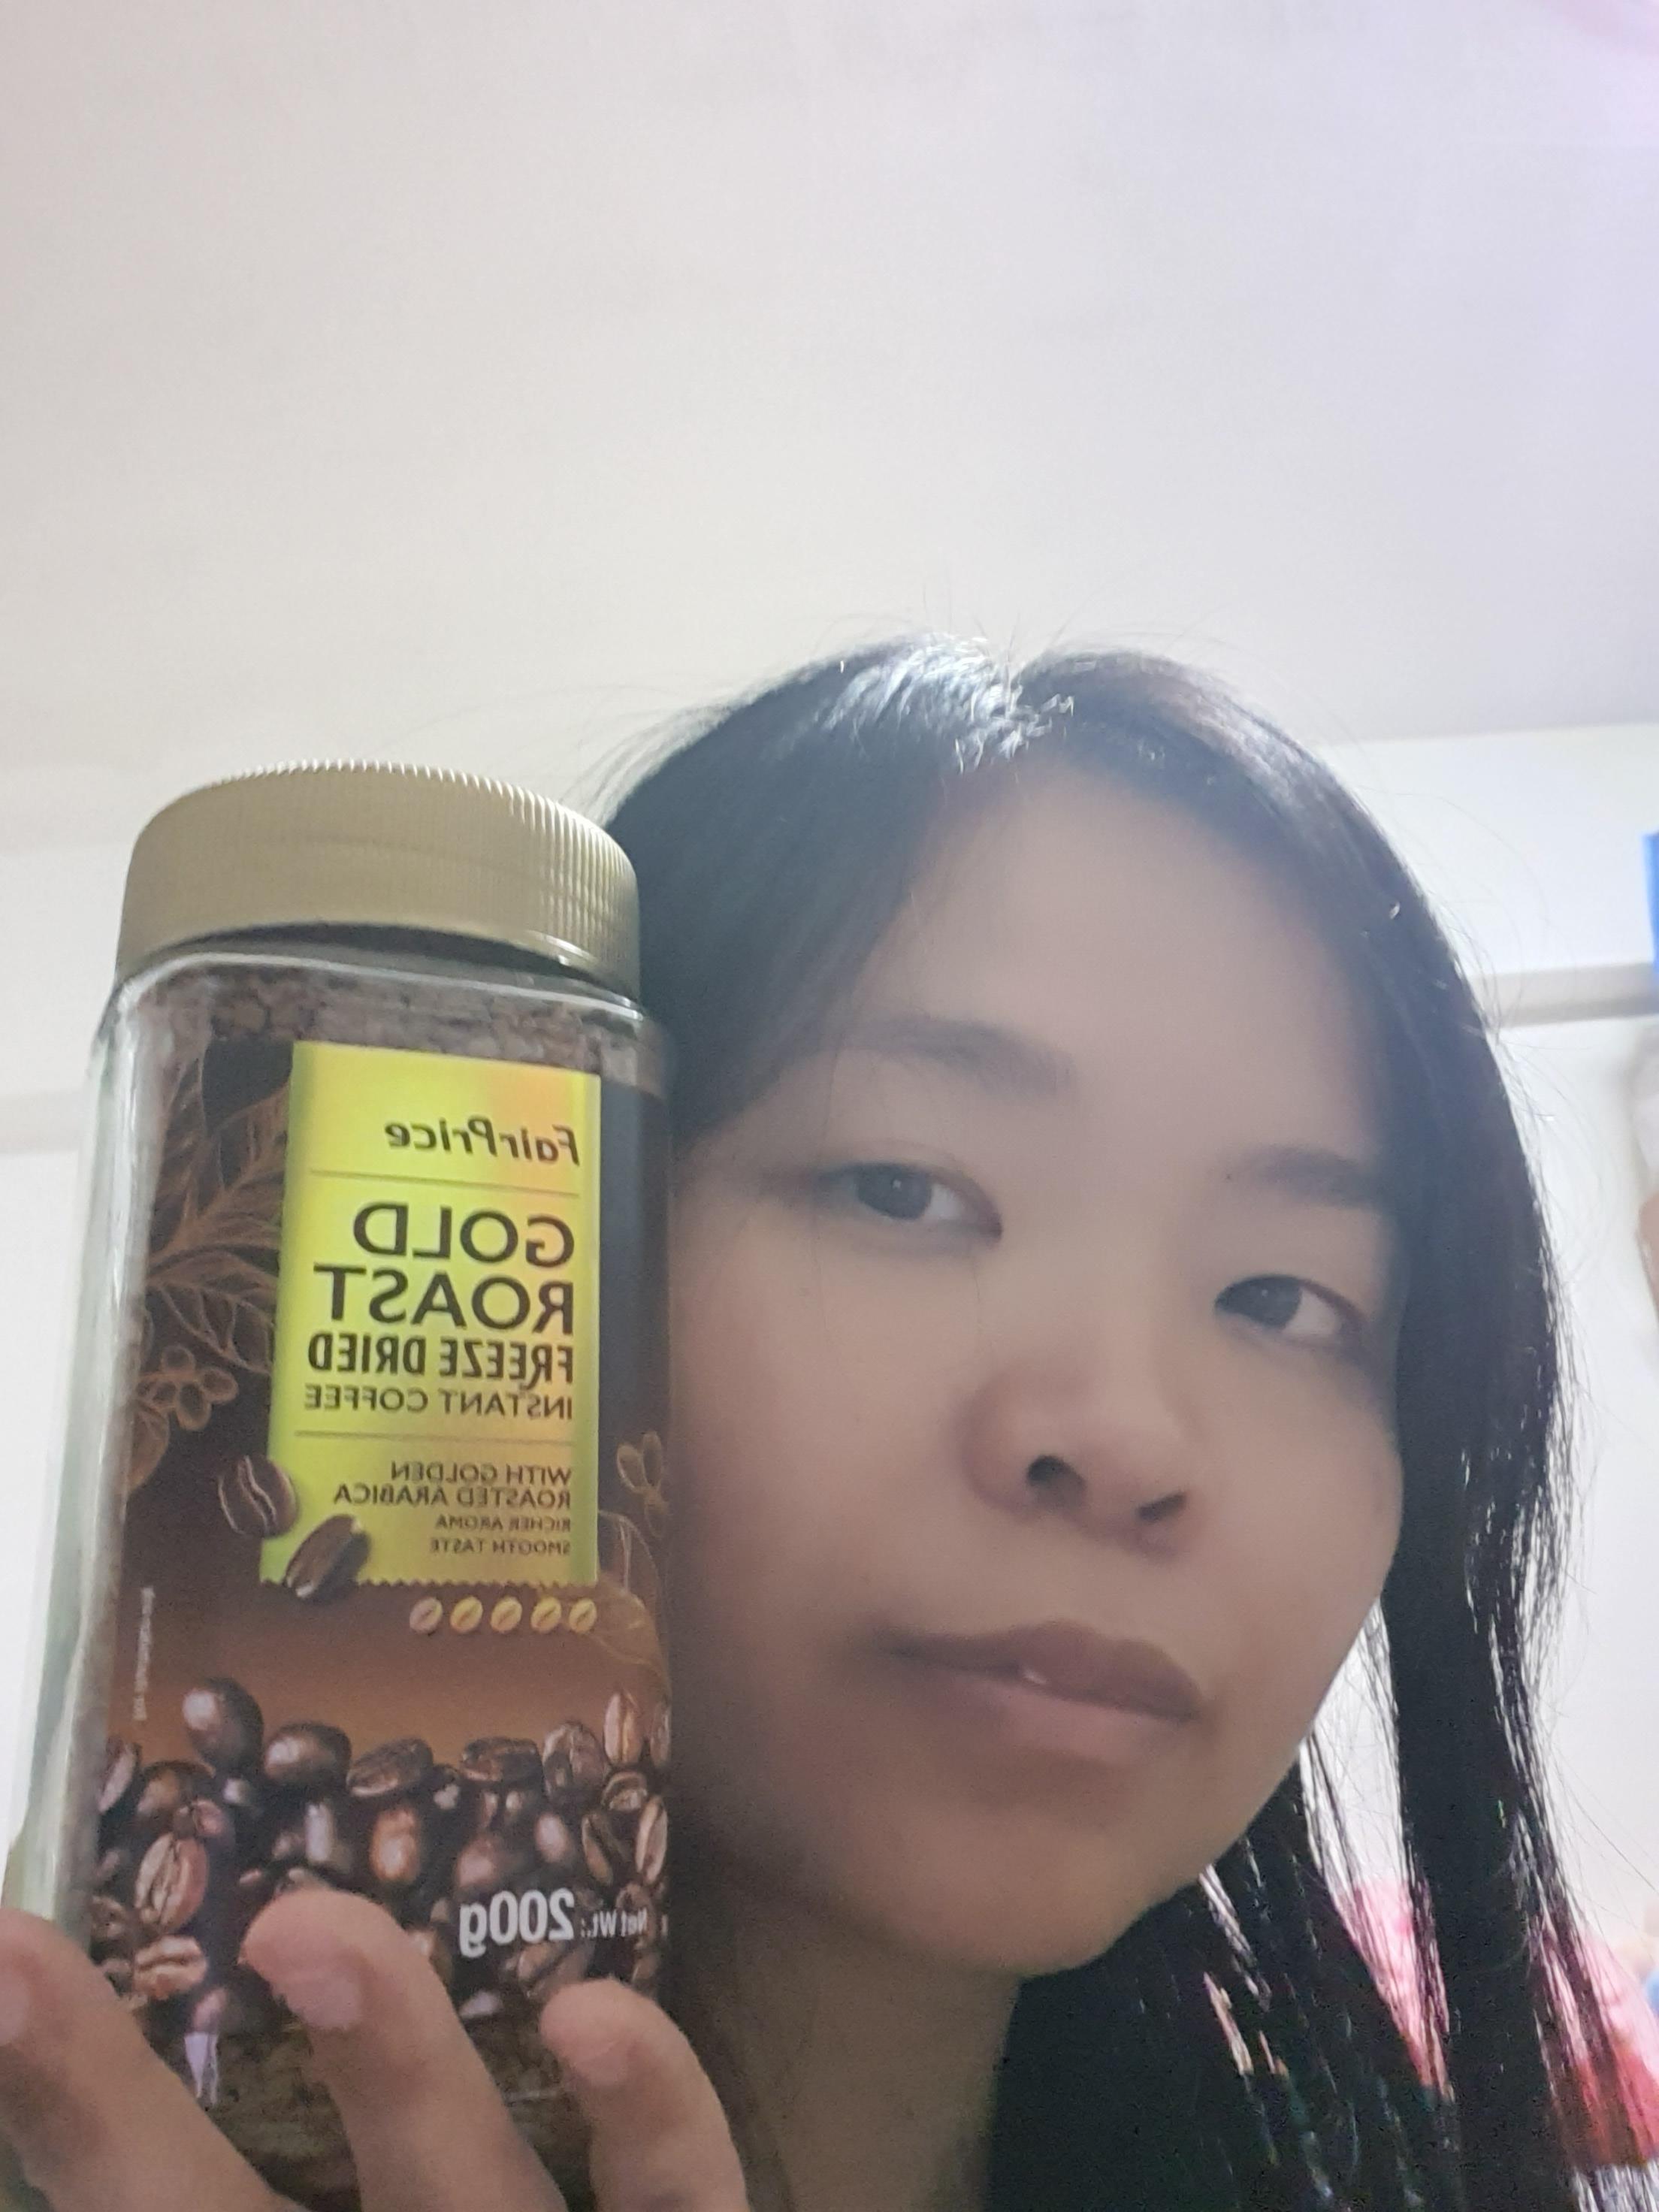 FairPrice
GOLD
ROAST
FREEZE DRIED
INSTANT COFFEE
WITH GOLDEN
ROASTED ARABICA
RICHER AROMA
SMOOTH TASTE
Net Wt.: 200g